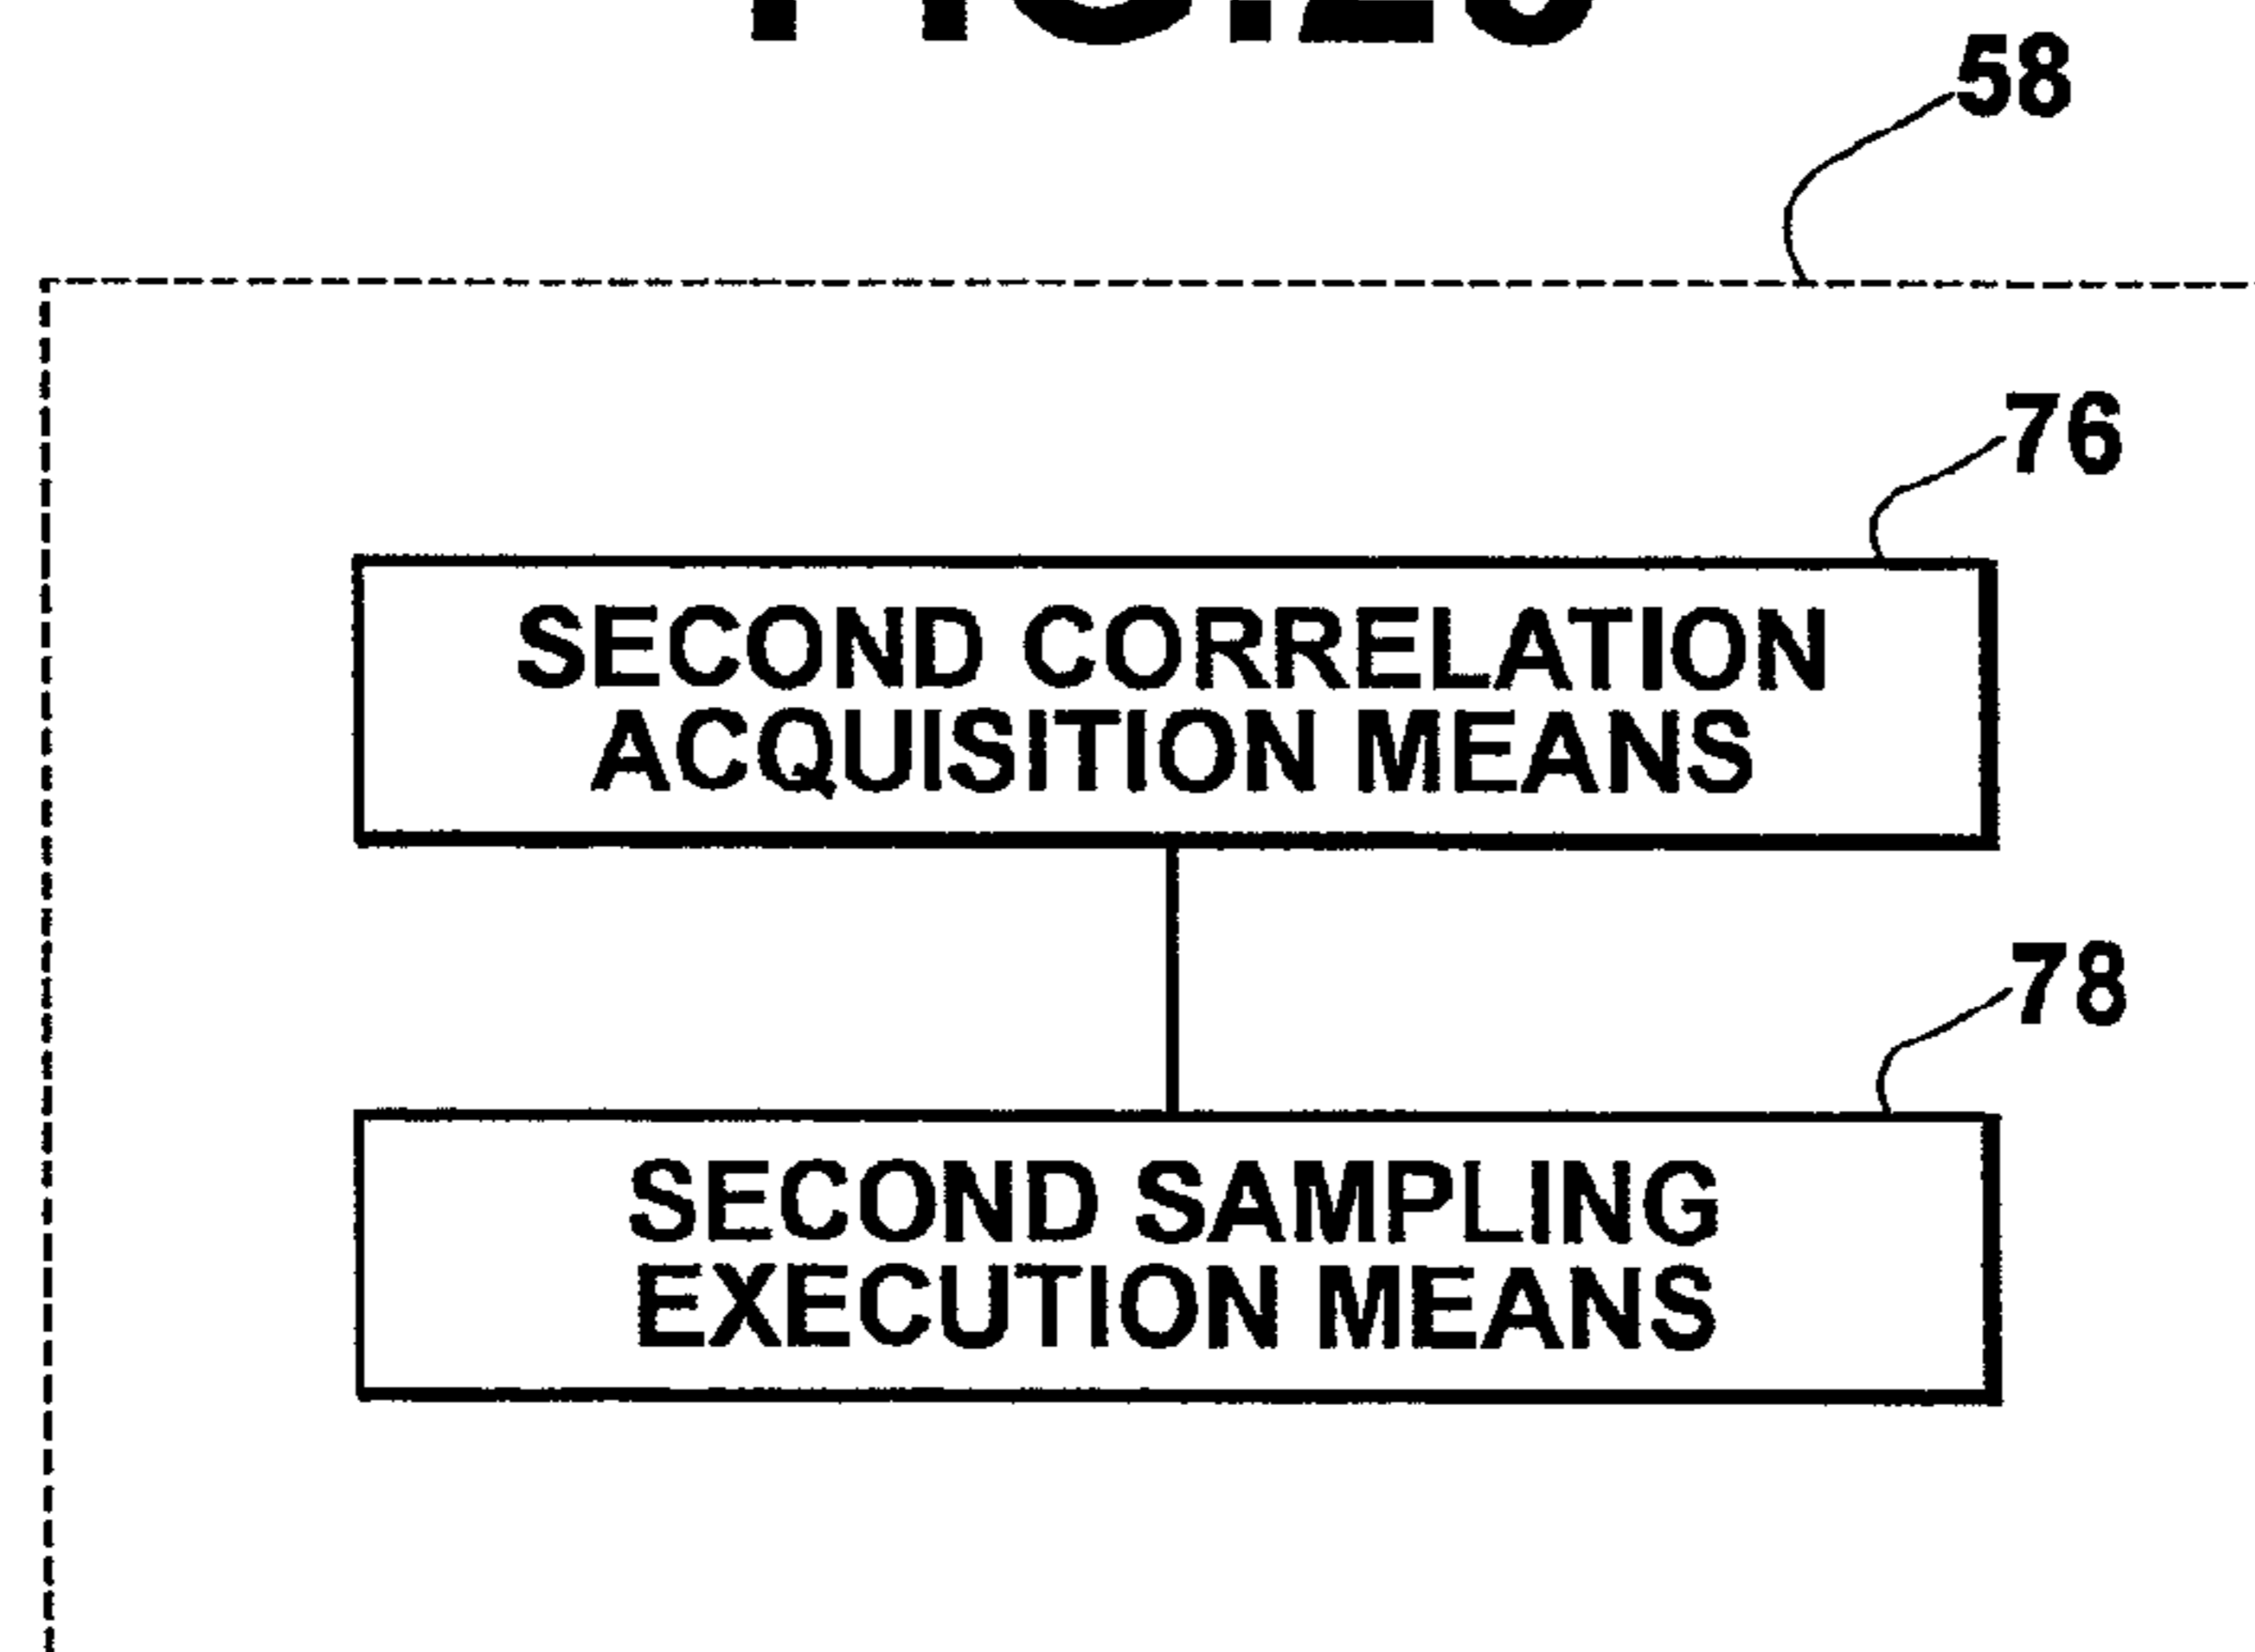 58
76
SECOND CORRELATION
ACQUISITION MEANS
78
SECOND SAMPLING
EXECUTION MEANS